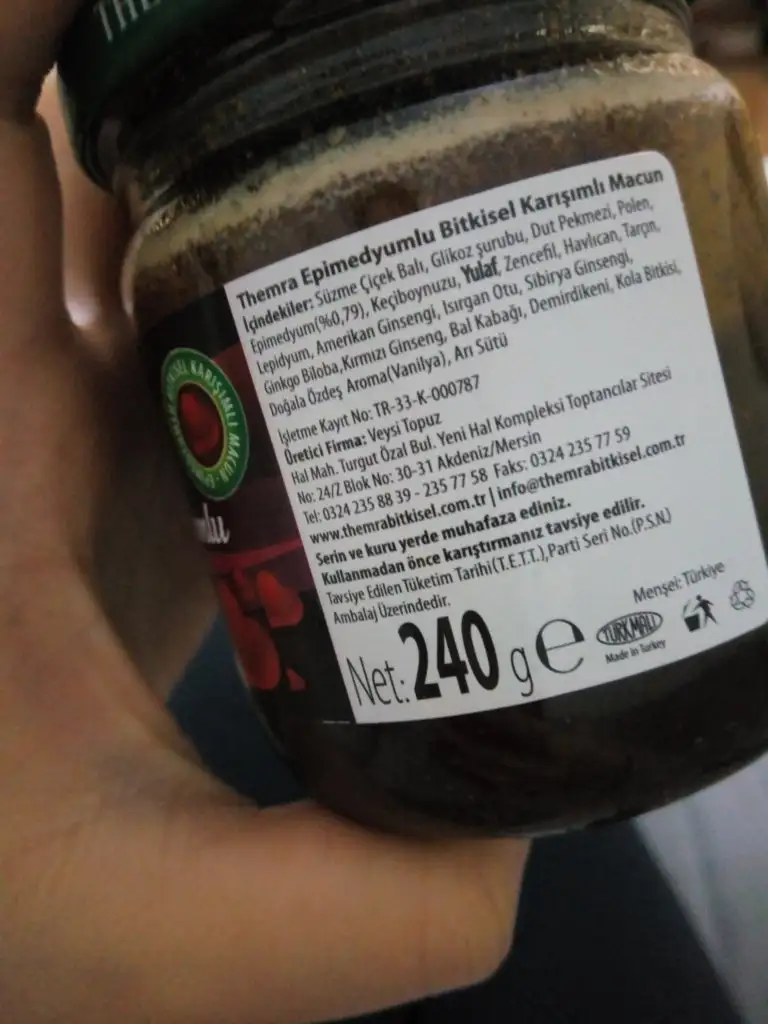 THE
Themra Epimedyumlu Bitkisel Karışımlı Macun
İçindekiler: Süzme Çiçek Balı, Glikoz şurubu, Dut Pekmezi, Polen,
Epimedyum(%0,79), Keçiboynuzu, Yulaf, Zencefil, Havlıcan, Tarçın,
Lepidyum, Amerikan Ginsengi, Isırgan Otu, Sibirya Ginsengi,
Ginkgo Biloba,Kırmızı Ginseng, Bal Kabağı, Demirdikeni, Kola Bitkisi,
Doğala Özdeş Aroma(Vanilya), Arı Sütü
İşletme Kayıt No: TR-33-K-000787
Üretici Firma: Veysi Topuz
Hal Mah. Turgut Özal Bul. Yeni Hal Kompleksi Toptancılar Sitesi
No: 24/2 Blok No: 30-31 Akdeniz/Mersin
Tel: 0324 235 88 39 - 235 77 58 Faks: 0324 235 77 59
www.themrabitkisel.com.tr | info@themrabitkisel.com.tr
Serin ve kuru yerde muhafaza ediniz.
Kullanmadan önce karıştırmanız tavsiye edilir.
Tavsiye Edilen Tüketim Tarihi(T.E.T.T.),Parti Seri No.(P.S.N.)
Ambalaj Üzerindedir.
Menşei: Türkiye
Net: 240 g e
TÜRK MALI
Made in Turkey
KARIŞIMLI MACUN
lu